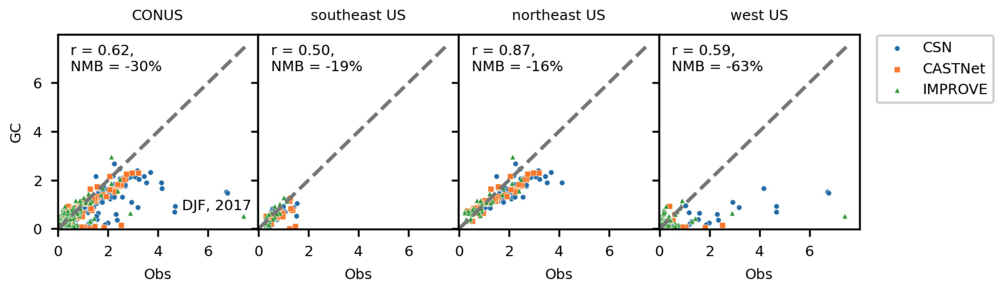 CONUS
southeast US
northeast US
west US
r = 0.62,
NMB = -30%
r = 0.50,
NMB = -19%
r = 0.87,
NMB = -16%
r = 0.59,
NMB = -63%
CSN
CASTNet
IMPROVE
GC
6
4
2
0
DJF, 2017
0 2 4 6
0 2 4 6
0 2 4 6
0 2 4 6
Obs
Obs
Obs
Obs